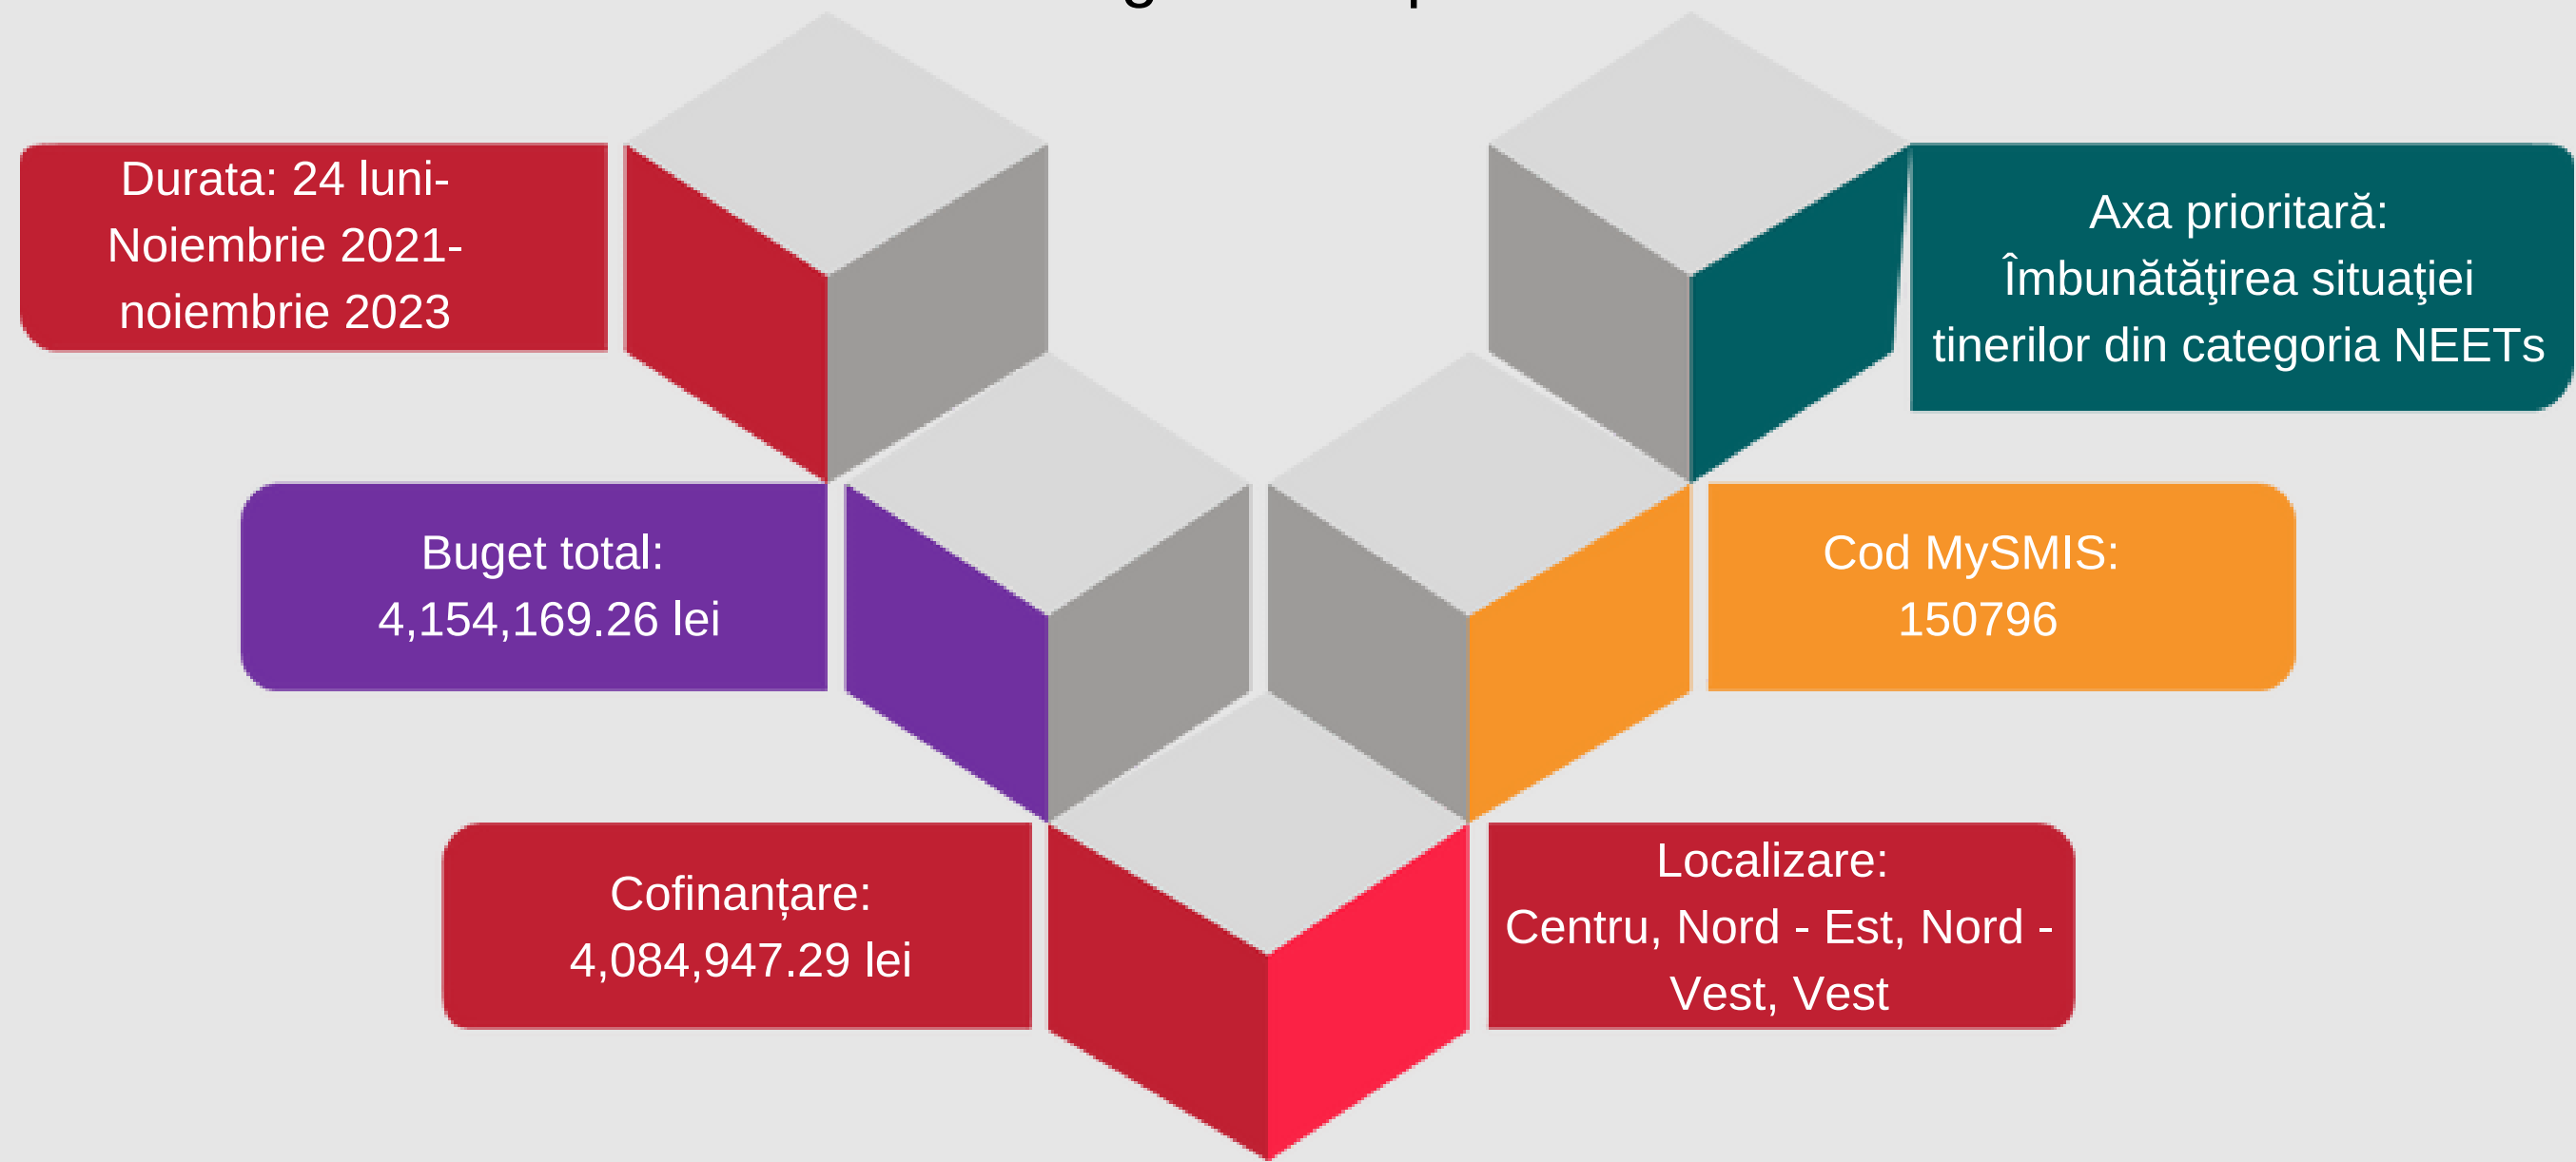 Durata: 24 luni-
Noiembrie 2021-
noiembrie 2023
Axa prioritară:
Îmbunătăţirea situaţiei
tinerilor din categoria NEETs
Buget total:
4,154,169.26 lei
Cod MySMIS:
150796
Cofinanțare:
4,084,947.29 lei
Localizare:
Centru, Nord - Est, Nord -
Vest, Vest